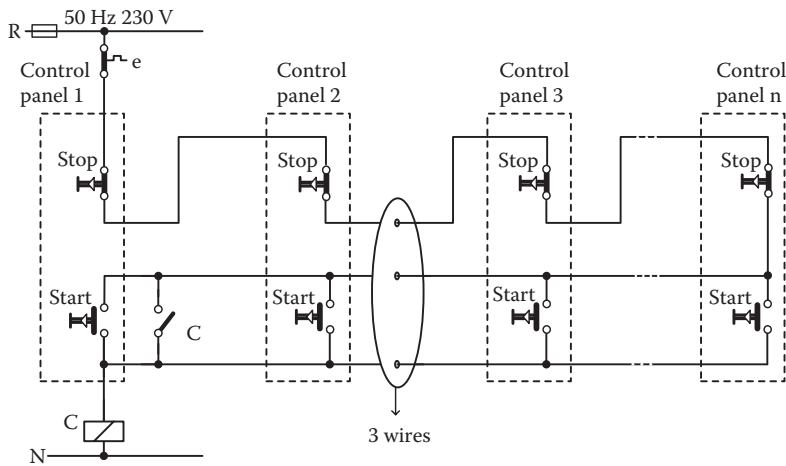 50 Hz 230 V
R
e
Control
panel 1
Control
panel 2
Control
panel 3
Control
panel n
Stop
Stop
Stop
Stop
Start
C
Start
Start
Start
C
3 wires
N